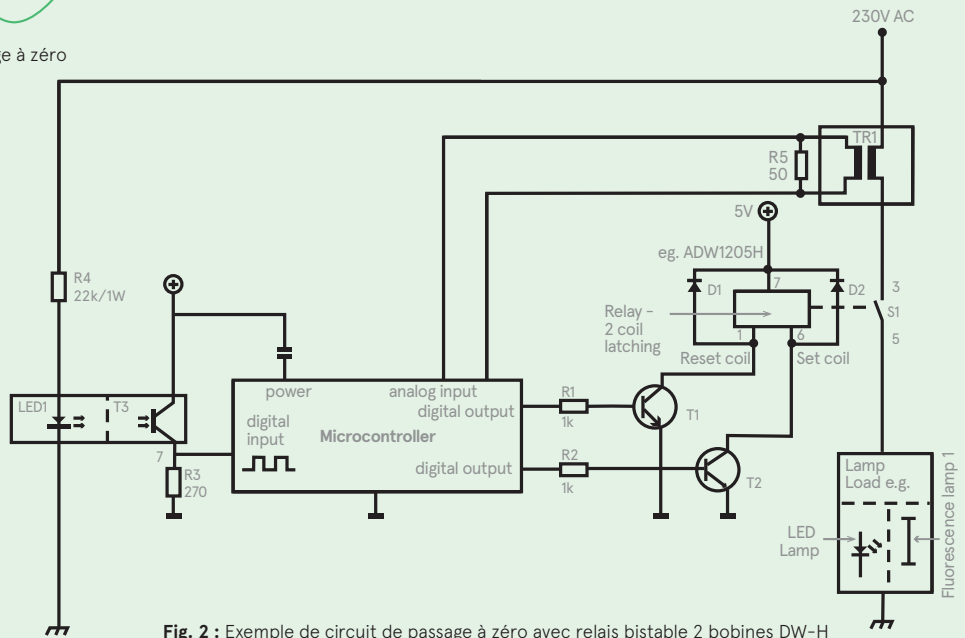 230V AC
ge à zéro
TR1
R5
50
5V
eg. ADW1205H
R4
22k/1W
7
D1
D2
3
S1
5
Relay -
2 coil
latching
1
6
Reset coil
Set coil
power
analog input
digital output
LED1
T3
digital
input
Microcontroller
digital output
R1
1k
T1
R2
1k
T2
7
R3
270
Lamp
Load e.g.
LED
Lamp
Fluorescence lamp 1
Fig. 2 : Exemple de circuit de passage à zéro avec relais bistable 2 bobines DW-H